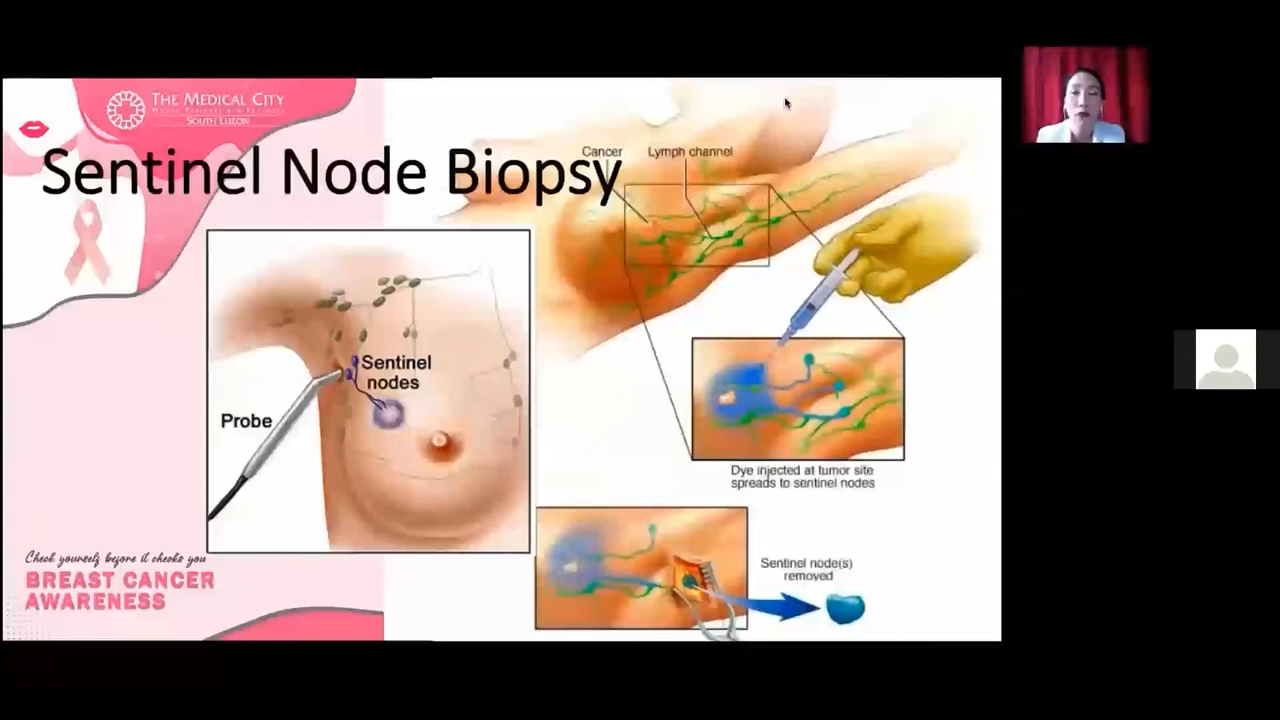 THE MEDICAL CITY
SOUTH LUZON
Sentinel Node Biopsy
Cancer
Lymph channel
Sentinel
nodes
Probe
Dye injected at tumor site
spreads to sentinel nodes
Sentinel node(s)
removed
Check yourself before it checks you
BREAST CANCER
AWARENESS